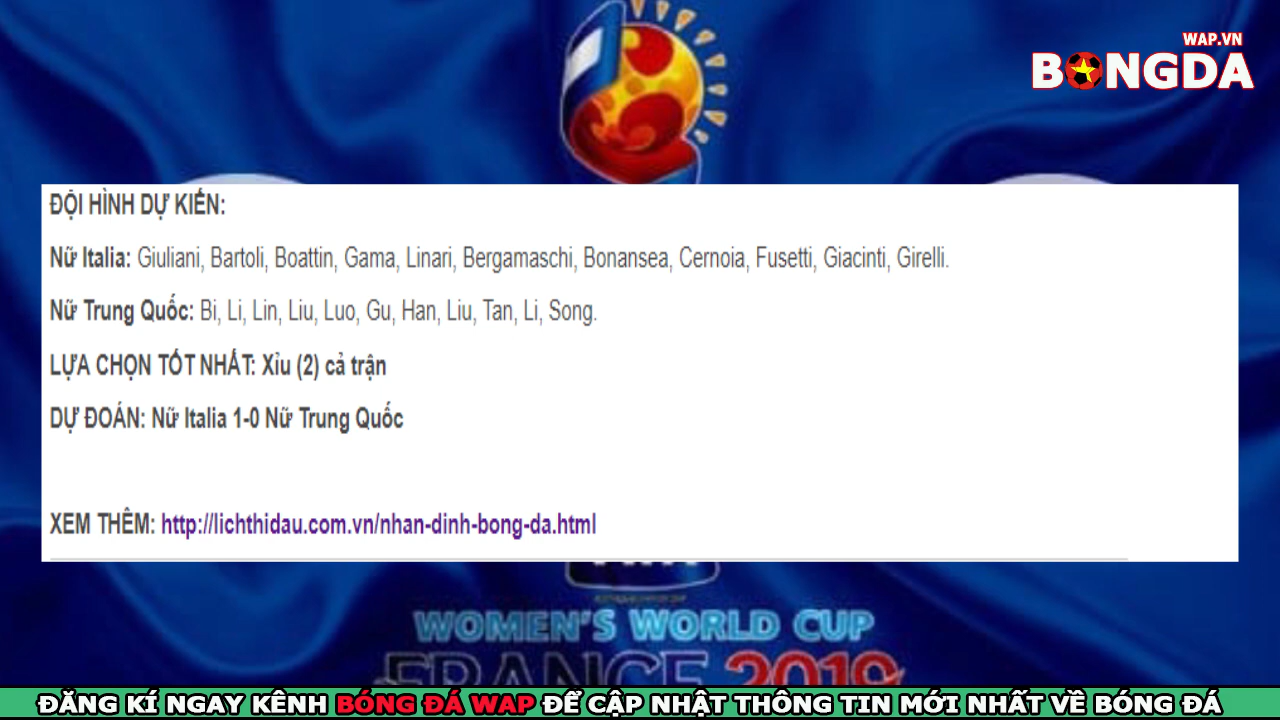 WAP.VN
BONGDA
ĐỘI HÌNH DỰ KIẾN:
Nữ Italia: Giuliani, Bartoli, Boattin, Gama, Linari, Bergamaschi, Bonansea, Cernoia, Fusetti, Giacinti, Girelli.
Nữ Trung Quốc: Bi, Li, Lin, Liu, Luo, Gu, Han, Liu, Tan, Li, Song.
LỰA CHỌN TỐT NHẤT: Xỉu (2) cả trận
DỰ ĐOÁN: Nữ Italia 1-0 Nữ Trung Quốc
XEM THÊM: http://lichthidau.com.vn/nhan-dinh-bong-da.html
WOMEN'S WORLD CUP
FRANCE 2019
ĐĂNG KÍ NGAY KÊNH BÓNG ĐÁ WAP ĐỂ CẬP NHẬT THÔNG TIN MỚI NHẤT VỀ BÓNG ĐÁ